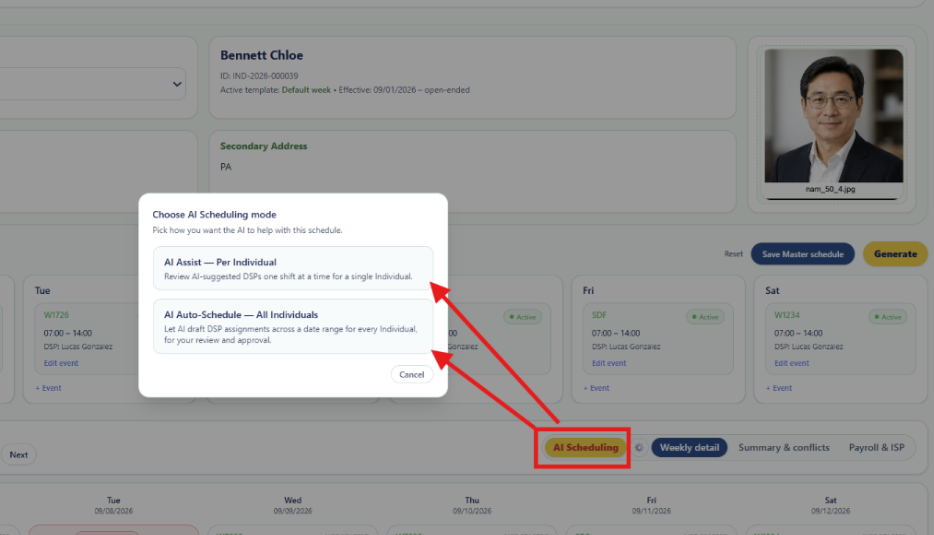 Bennett Chloe
ID: IND-2026-000039
Active template: Default week • Effective: 09/01/2026 – open-ended
Secondary Address
PA
nam_50_4.jpg
Choose AI Scheduling mode
Pick how you want the AI to help with this schedule.
AI Assist — Per Individual
Review AI-suggested DSPs one shift at a time for a single Individual.
AI Auto-Schedule — All Individuals
Let AI draft DSP assignments across a date range for every Individual,
for your review and approval.
Cancel
Reset
Save Master schedule
Generate
Tue
W1726
07:00 – 14:00
DSP: Lucas Gonzalez
Edit event
+ Event
Active
00
Gonzalez
Fri
SDF
Active
07:00 – 14:00
DSP: Lucas Gonzalez
Edit event
+ Event
Sat
W1234
Active
07:00 – 14:00
DSP: Lucas Gonzalez
Edit event
+ Event
Next
AI Scheduling
Weekly detail
Summary & conflicts
Payroll & ISP
Tue
09/08/2026
Wed
09/09/2026
Thu
09/10/2026
Fri
09/11/2026
Sat
09/12/2026